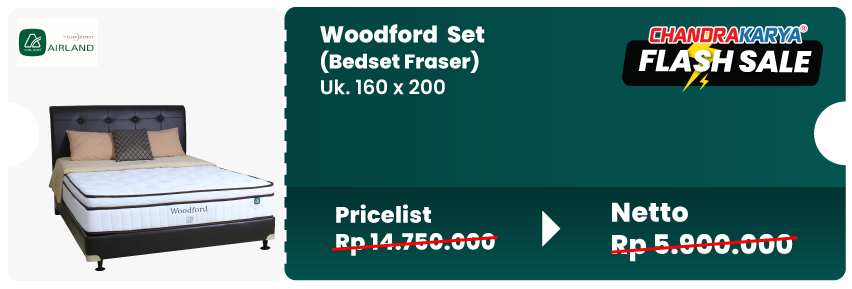 AIRLAND
Woodford Set
(Bedset Fraser)
Uk. 160 x 200
CHANDRAKARYA®
FLASH SALE
Woodford
Pricelist
Rp 14.750.000
Netto
Rp 5.900.000